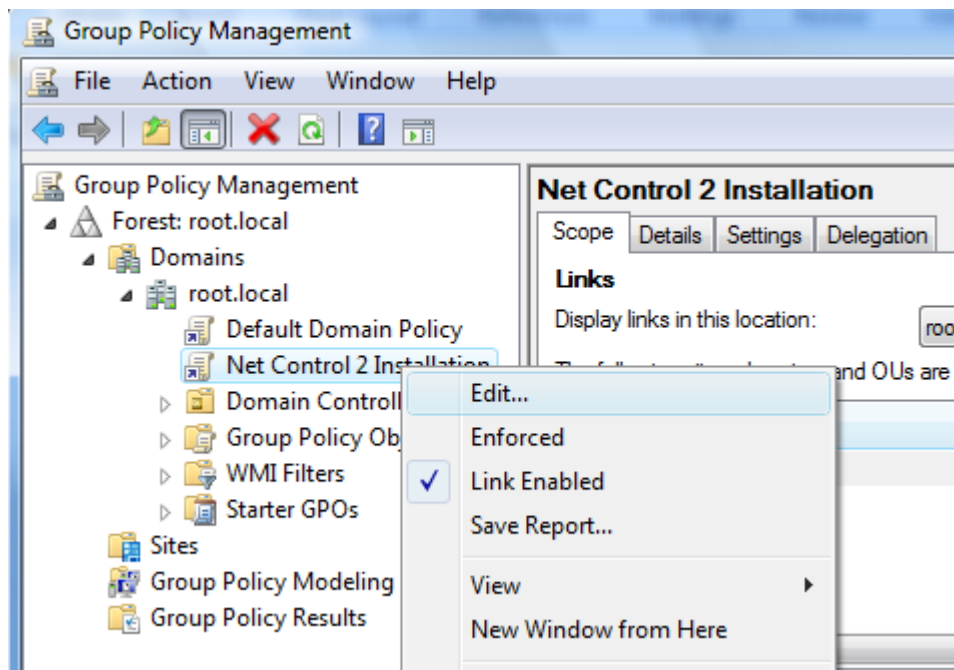 Group Policy Management
File Action View Window Help
Group Policy Management
Forest: root.local
Domains
root.local
Default Domain Policy
Net Control 2 Installation
Domain Controll
Group Policy Ob
WMI Filters
Starter GPOs
Sites
Group Policy Modeling
Group Policy Results
Net Control 2 Installation
Scope Details Settings Delegation
Links
Display links in this location:
roo
and OUs are
Edit...
Enforced
Link Enabled
Save Report...
View
New Window from Here